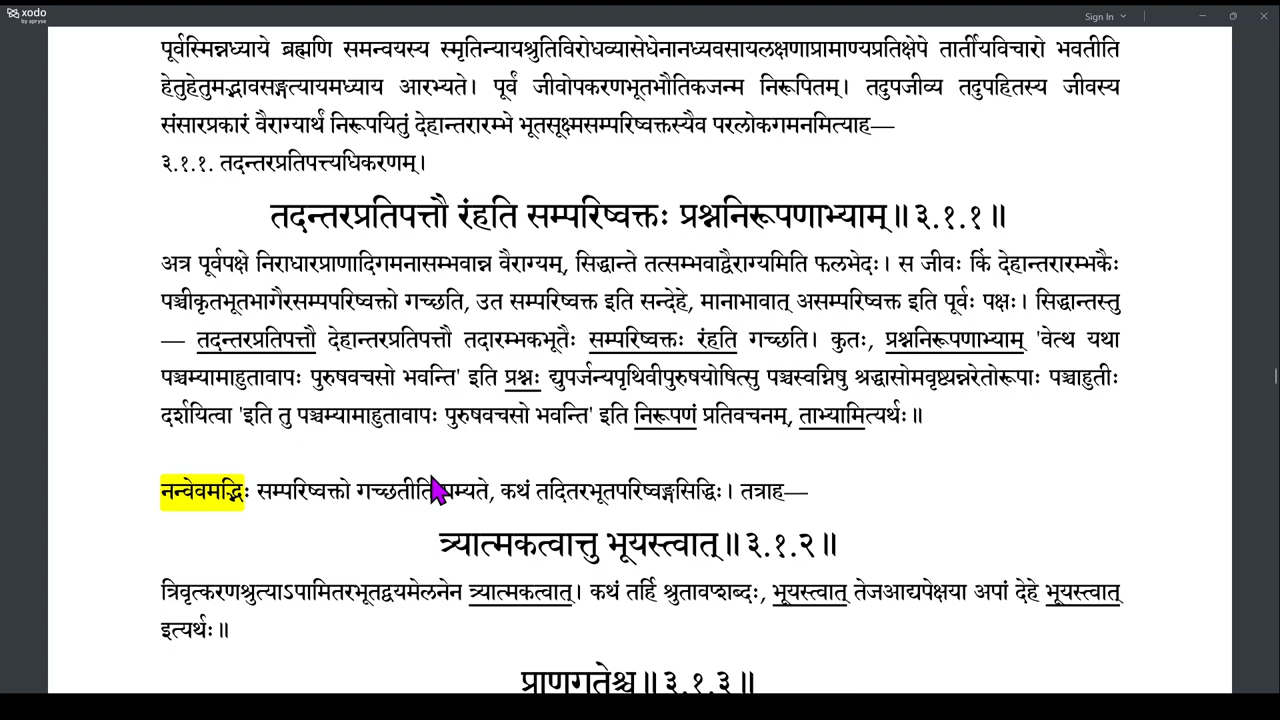 xodo
by apryse
Sign In
पूर्वस्मिन्नध्याये ब्रह्मणि समन्वयस्य स्मृतिन्यायश्रुतिविरोधव्यासेधेनानध्यवसायलक्षणाप्रामाण्यप्रतिक्षेपे तार्तीयविचारो भवतीति
हेतुहेतुमद्भावसङ्गत्यायमध्याय आरभ्यते। पूर्वं जीवोपकरणभूतभौतिकजन्म निरूपितम्। तदुपजीव्य तदुपहितस्य जीवस्य
संसारप्रकारं वैराग्यार्थं निरूपयितुं देहान्तरारम्भे भूतसूक्ष्मसम्परिष्वक्तस्यैव परलोकगमनमित्याह—
३.१.१. तदन्तरप्रतिपत्त्यधिकरणम्।
तदन्तरप्रतिपत्तौ रंहति सम्परिष्वक्तः प्रश्ननिरूपणाभ्याम्॥३.१.१॥
अत्र पूर्वपक्षे निराधारप्राणादिगमनासम्भवान्न वैराग्यम्, सिद्धान्ते तत्सम्भवाद्वैराग्यमिति फलभेदः। स जीवः किं देहान्तरारम्भकैः
पञ्चीकृतभूतभागैरसम्पपरिष्वक्तो गच्छति, उत सम्परिष्वक्त इति सन्देहे, मानाभावात् असम्परिष्वक्त इति पूर्वः पक्षः। सिद्धान्तस्तु
— तदन्तरप्रतिपत्तौ देहान्तरप्रतिपत्तौ तदारम्भकभूतैः सम्परिष्वक्तः रंहति गच्छति। कुतः, प्रश्ननिरूपणाभ्याम् 'वेत्थ यथा
पञ्चम्यामाहुतावापः पुरुषवचसो भवन्ति' इति प्रश्नः द्युपर्जन्यपृथिवीपुरुषयोषित्सु पञ्चस्वग्निषु श्रद्धासोमवृष्ट्यन्नरेतोरूपाः पञ्चाहुतीः
दर्शयित्वा 'इति तु पञ्चम्यामाहुतावापः पुरुषवचसो भवन्ति' इति निरूपणं प्रतिवचनम्, ताभ्यामित्यर्थः॥
नन्वेवमद्भिः सम्परिष्वक्तो गच्छतीति गम्यते, कथं तदितरभूतपरिष्वङ्गसिद्धिः। तत्राह—
त्र्यात्मकत्वात्तु भूयस्त्वात्॥३.१.२॥
त्रिवृत्करणश्रुत्याऽपामितरभूतद्वयमेलनेन त्र्यात्मकत्वात्। कथं तर्हि श्रुतावप्शब्दः, भूयस्त्वात् तेजआद्यपेक्षया अपां देहे भूयस्त्वात्
इत्यर्थः॥
प्राणगतेश्च॥३.१.३॥